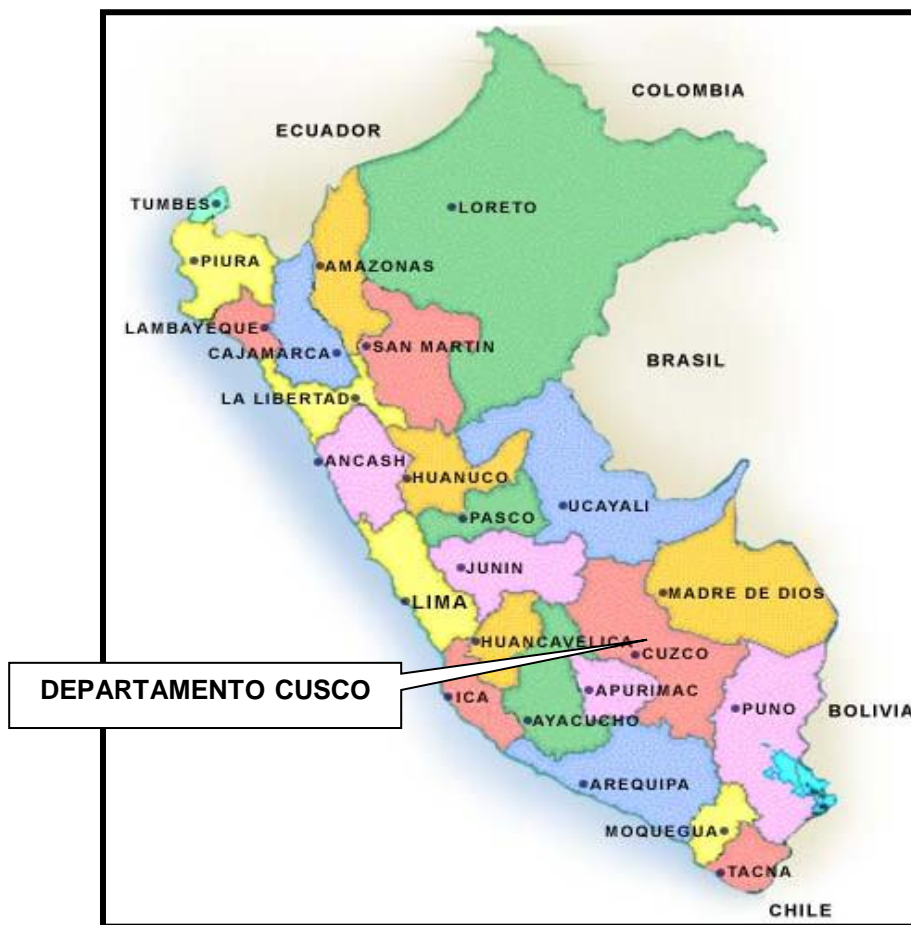 COLOMBIA
ECUADOR
TUMBES
LORETO
PIURA
AMAZONAS
LAMBAYEQUE
CAJAMARCA
SAN MARTIN
BRASIL
LA LIBERTAD
ANCASH
HUANUCO
UCAYALI
PASCO
JUNIN
MADRE DE DIOS
LIMA
HUANCAVELICA
CUZCO
DEPARTAMENTO CUSCO
ICA
APURIMAC
PUNO
BOLIVIA
AYACUCHO
AREQUIPA
MOQUEGUA
TACNA
CHILE